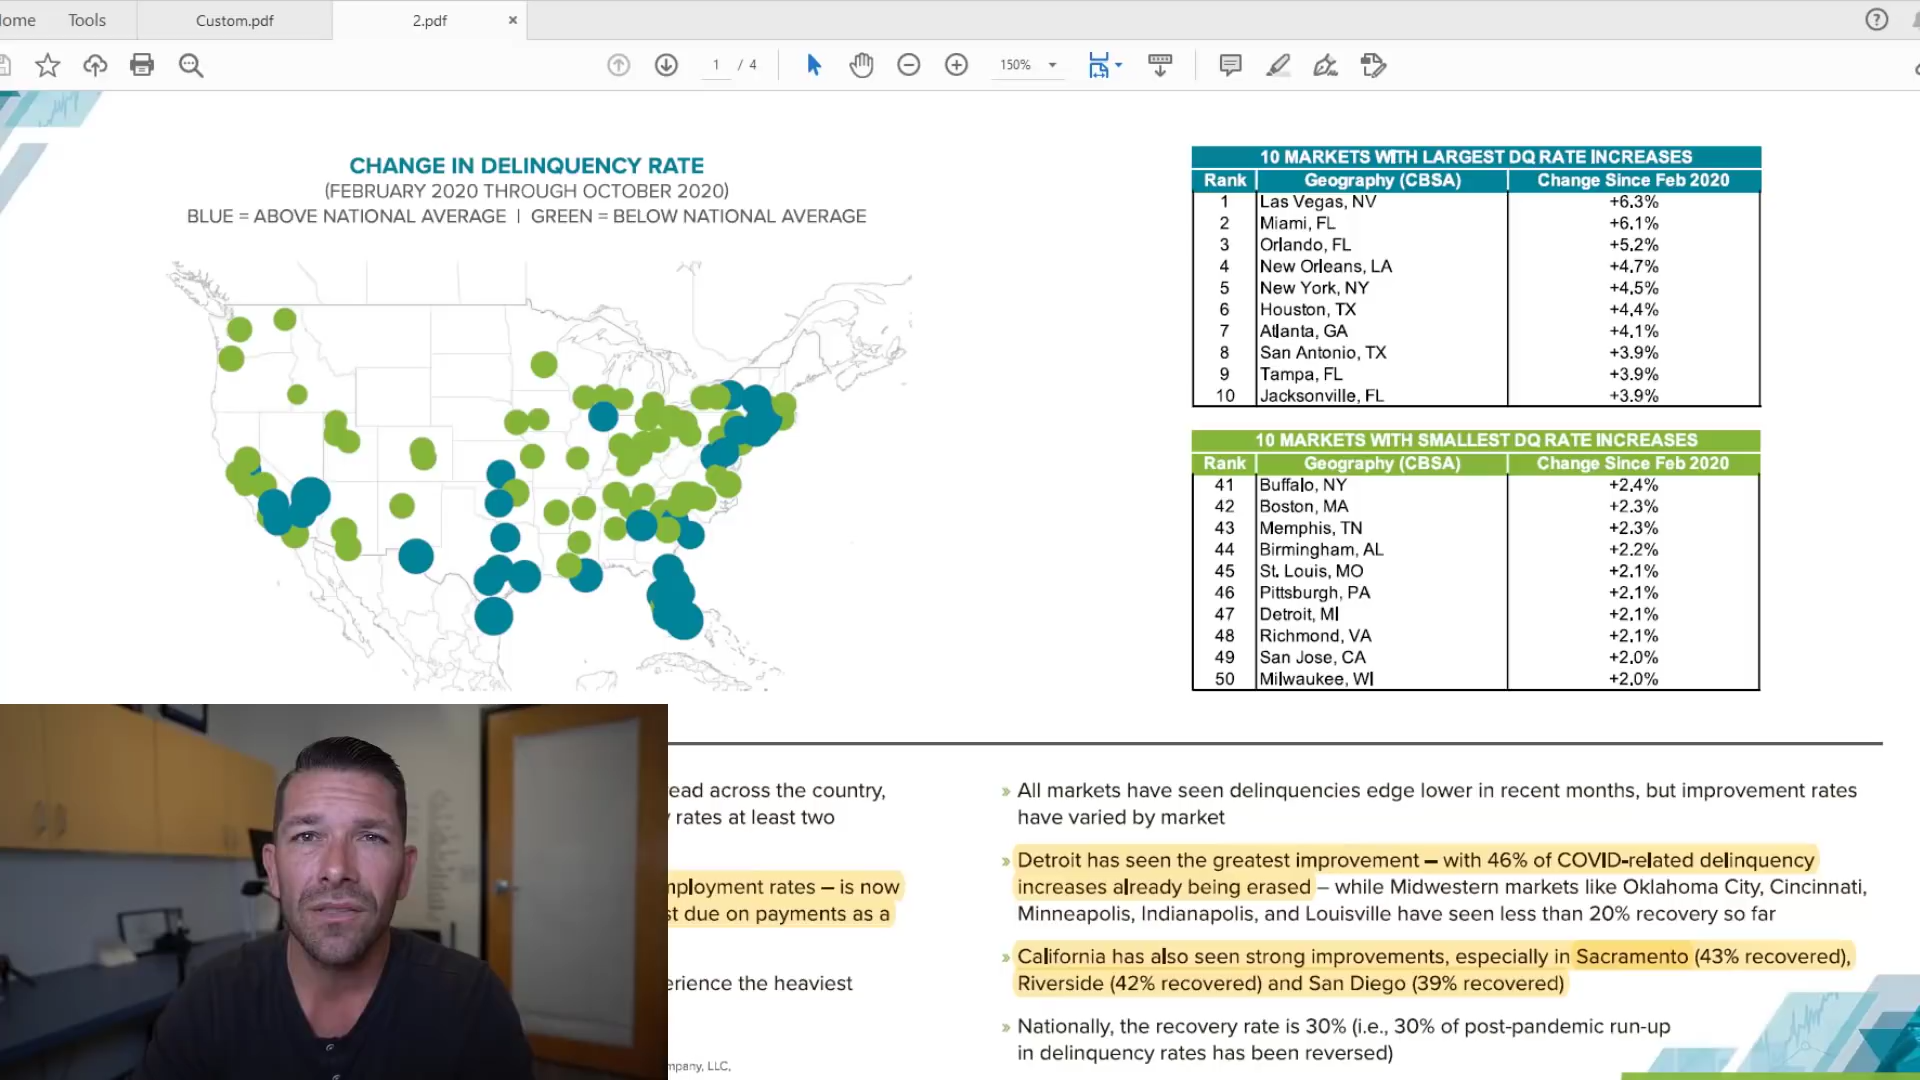 Home
Tools
Custom.pdf
2.pdf
1 / 4
150%
CHANGE IN DELINQUENCY RATE
(FEBRUARY 2020 THROUGH OCTOBER 2020)
BLUE = ABOVE NATIONAL AVERAGE | GREEN = BELOW NATIONAL AVERAGE
10 MARKETS WITH LARGEST DQ RATE INCREASES
Rank Geography (CBSA) Change Since Feb 2020
1 Las Vegas, NV +6.3%
2 Miami, FL +6.1%
3 Orlando, FL +5.2%
4 New Orleans, LA +4.7%
5 New York, NY +4.5%
6 Houston, TX +4.4%
7 Atlanta, GA +4.1%
8 San Antonio, TX +3.9%
9 Tampa, FL +3.9%
10 Jacksonville, FL +3.9%
10 MARKETS WITH SMALLEST DQ RATE INCREASES
Rank Geography (CBSA) Change Since Feb 2020
41 Buffalo, NY +2.4%
42 Boston, MA +2.3%
43 Memphis, TN +2.3%
44 Birmingham, AL +2.2%
45 St. Louis, MO +2.1%
46 Pittsburgh, PA +2.1%
47 Detroit, MI +2.1%
48 Richmond, VA +2.1%
49 San Jose, CA +2.0%
50 Milwaukee, WI +2.0%
ead across the country,
rates at least two
mployment rates – is now
st due on payments as a
erience the heaviest
mpany, LLC,
» All markets have seen delinquencies edge lower in recent months, but improvement rates
have varied by market
» Detroit has seen the greatest improvement – with 46% of COVID-related delinquency
increases already being erased – while Midwestern markets like Oklahoma City, Cincinnati,
Minneapolis, Indianapolis, and Louisville have seen less than 20% recovery so far
» California has also seen strong improvements, especially in Sacramento (43% recovered),
Riverside (42% recovered) and San Diego (39% recovered)
» Nationally, the recovery rate is 30% (i.e., 30% of post-pandemic run-up
in delinquency rates has been reversed)